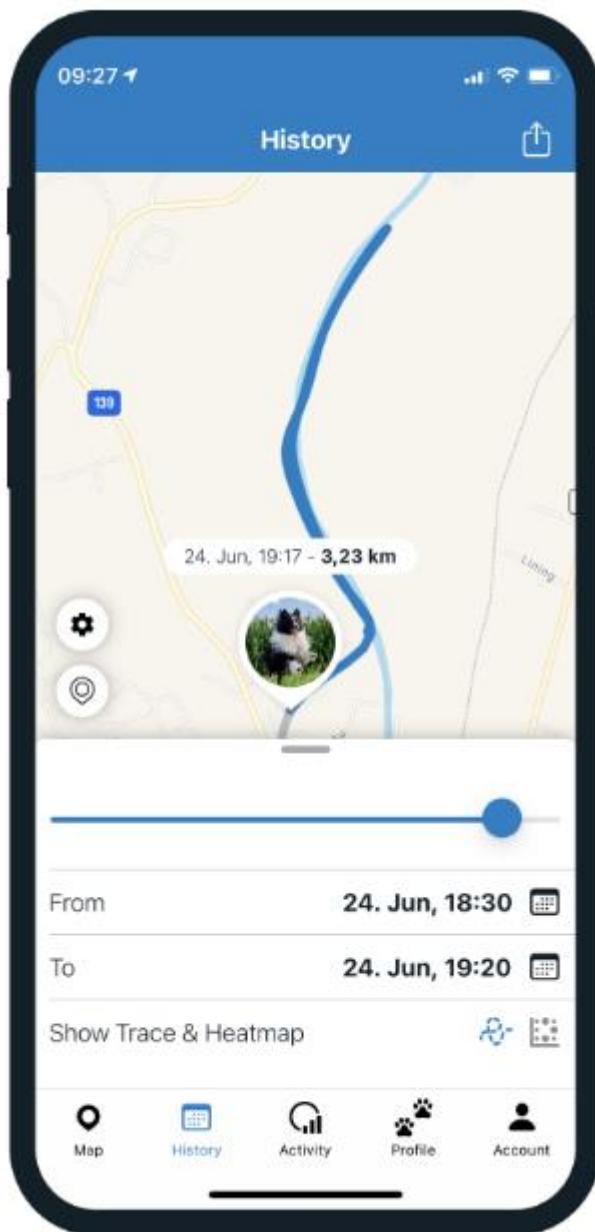 09:27
History
139
24. Jun, 19:17 - 3,23 km
Lining
From 24. Jun, 18:30
To 24. Jun, 19:20
Show Trace & Heatmap
Map History Activity Profile Account